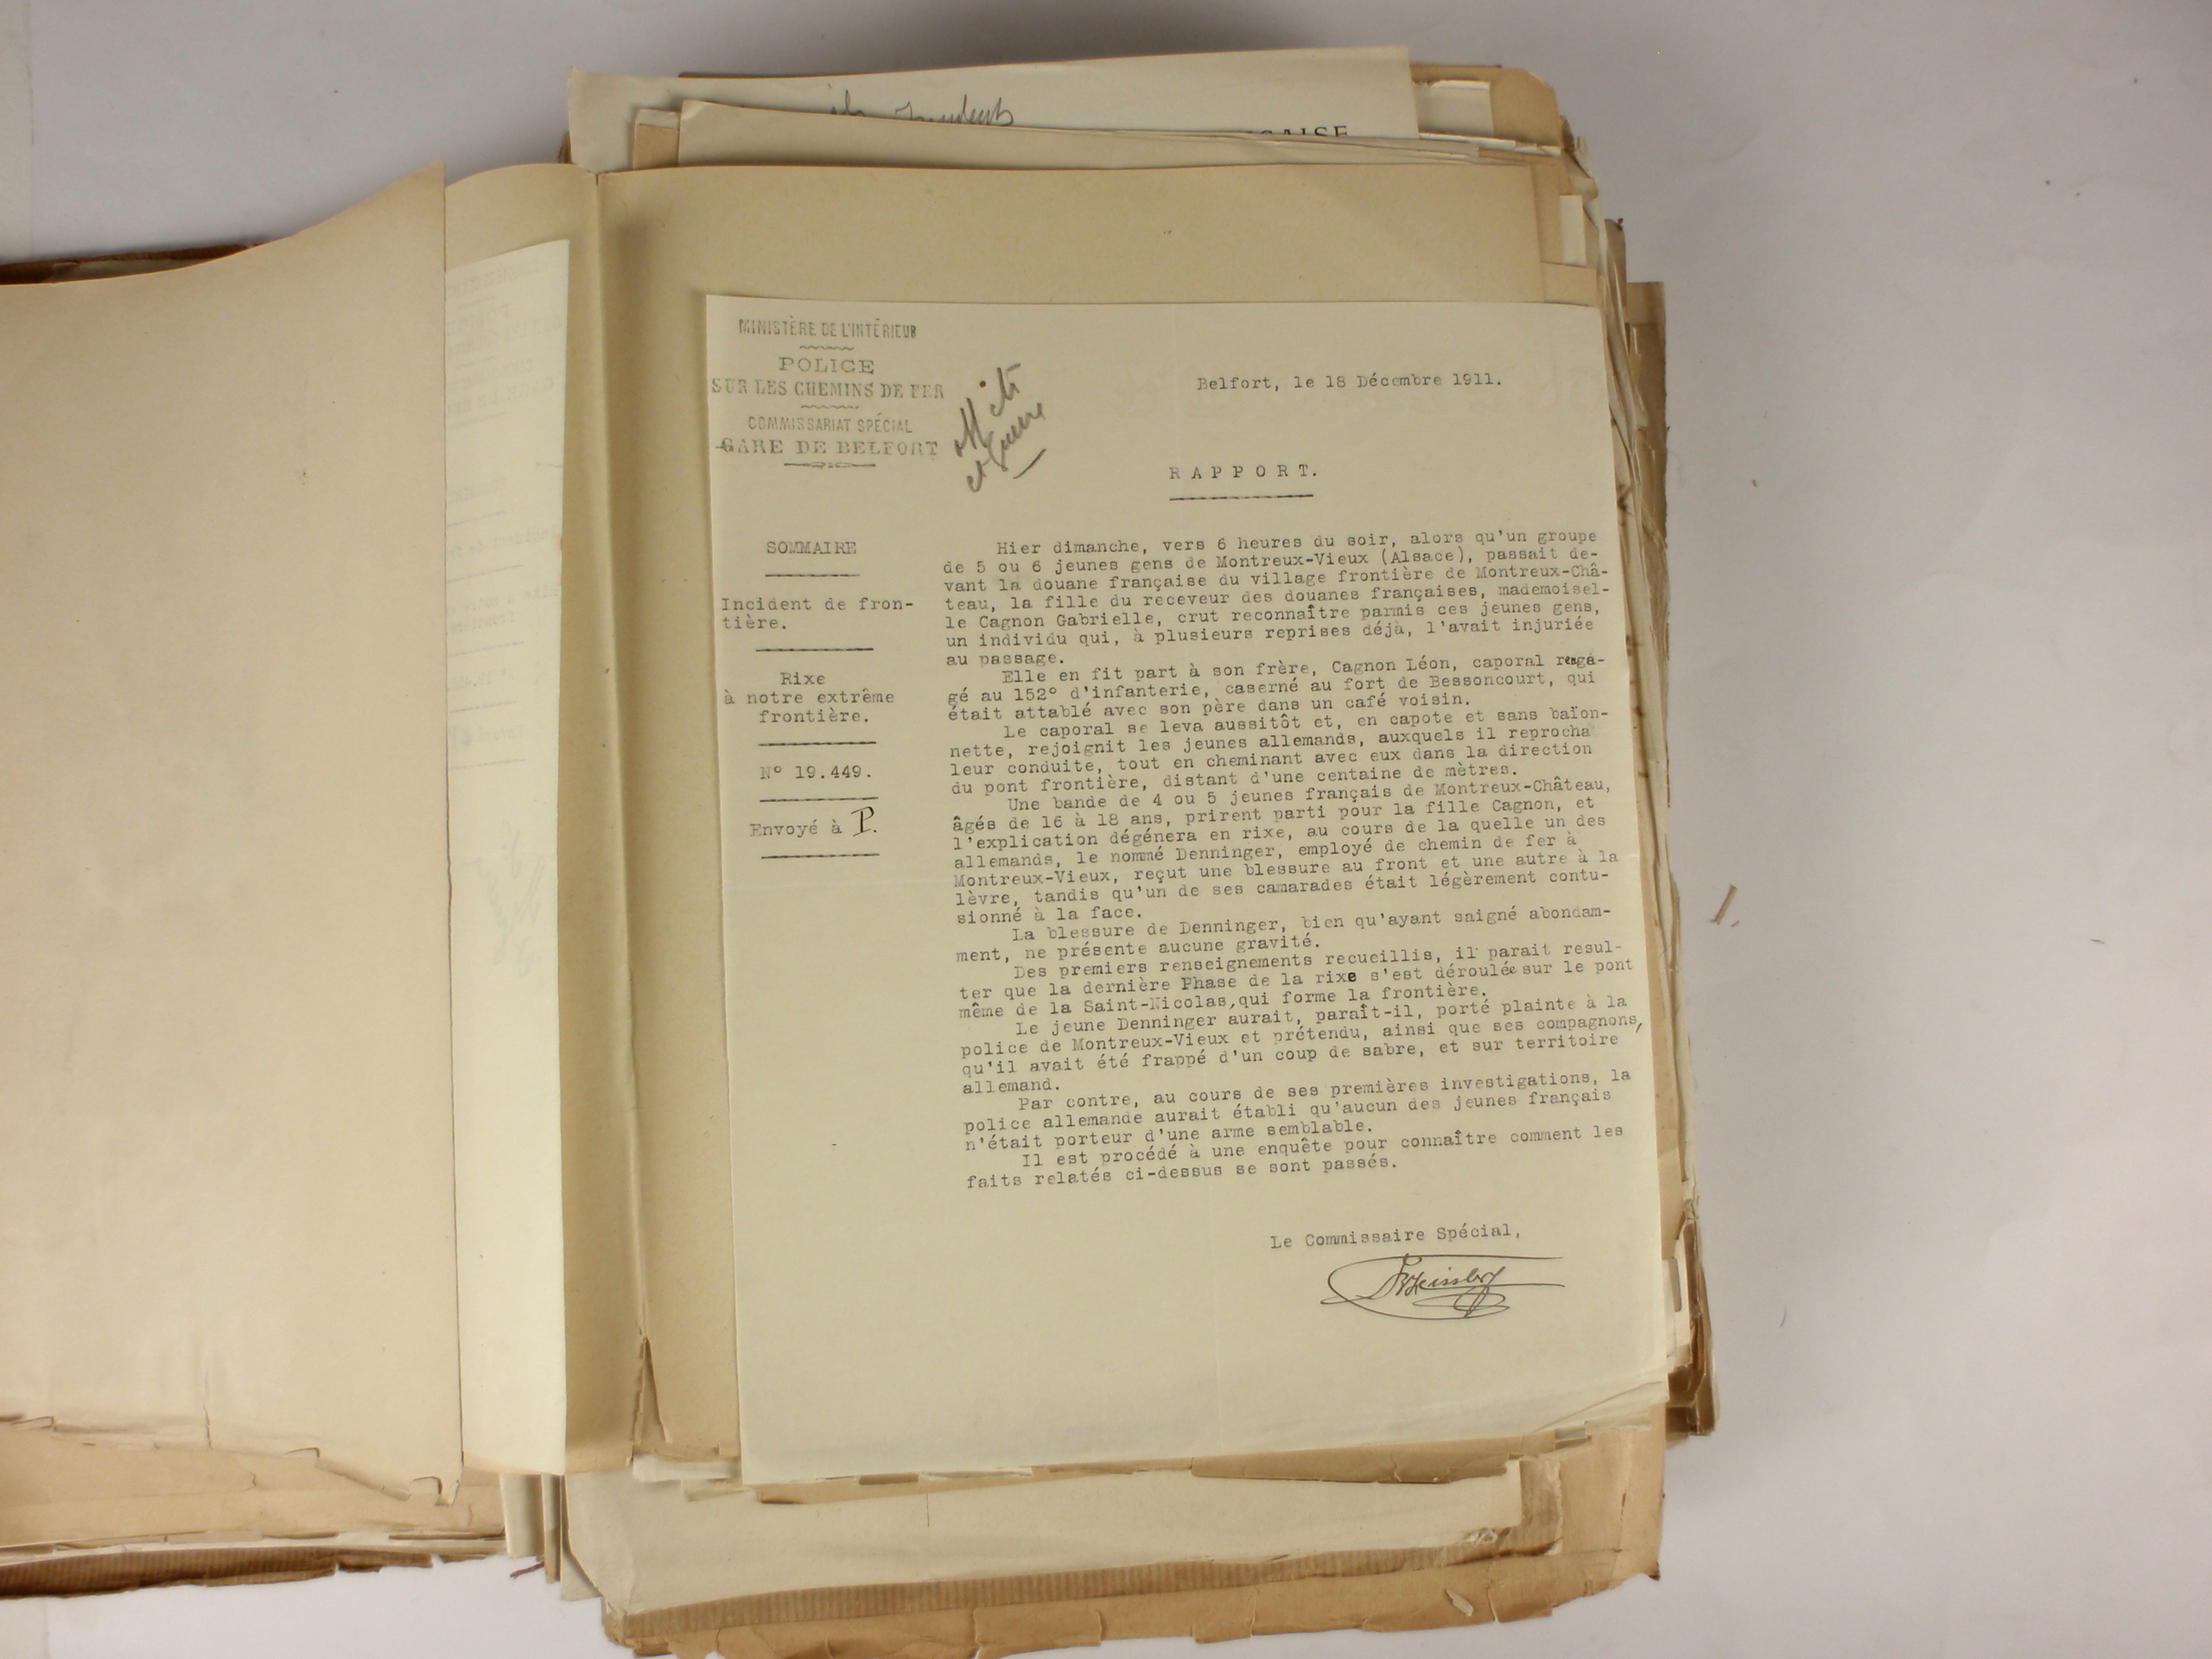 MINISTÈRE DE L'INTÉRIEUR
POLICE
SUR LES CHEMINS DE FER
COMMISSARIAT SPÉCIAL
GARE DE BELFORT
Belfort, le 18 Décembre 1911.
RAPPORT.
SOMMAIRE
Incident de fron-
tière.
Rixe
à notre extrême
frontière.
N° 19.449.
Envoyé à P.
Hier dimanche, vers 6 heures du soir, alors qu'un groupe
de 5 ou 6 jeunes gens de Montreux-Vieux (Alsace), passait de-
vant la douane française du village frontière de Montreux-Châ-
teau, la fille du receveur des douanes françaises, mademoisel-
le Cagnon Gabrielle, crut reconnaître parmis ces jeunes gens,
un individu qui, à plusieurs reprises déjà, l'avait injuriée
au passage.
Elle en fit part à son frère, Cagnon Léon, caporal renga-
gé au 152° d'infanterie, caserné au fort de Bessoncourt, qui
était attablé avec son père dans un café voisin.
Le caporal se leva aussitôt et, en capote et sans baïon-
nette, rejoignit les jeunes allemands, auxquels il reprocha
leur conduite, tout en cheminant avec eux dans la direction
du pont frontière, distant d'une centaine de mètres.
Une bande de 4 ou 5 jeunes français de Montreux-Château,
âgés de 16 à 18 ans, prirent parti pour la fille Cagnon, et
l'explication dégénera en rixe, au cours de la quelle un des
allemands, le nommé Denninger, employé de chemin de fer à
Montreux-Vieux, reçut une blessure au front et une autre à la
lèvre, tandis qu'un de ses camarades était légèrement contu-
sionné à la face.
La blessure de Denninger, bien qu'ayant saigné abondam-
ment, ne présente aucune gravité.
Des premiers renseignements recueillis, il parait resul-
ter que la dernière Phase de la rixe s'est déroulée sur le pont
même de la Saint-Nicolas, qui forme la frontière.
Le jeune Denninger aurait, paraît-il, porté plainte à la
police de Montreux-Vieux et prétendu, ainsi que ses compagnons,
qu'il avait été frappé d'un coup de sabre, et sur territoire
allemand.
Par contre, au cours de ses premières investigations, la
police allemande aurait établi qu'aucun des jeunes français
n'était porteur d'une arme semblable.
Il est procédé à une enquête pour connaître comment les
faits relatés ci-dessus se sont passés.
Le Commissaire Spécial,